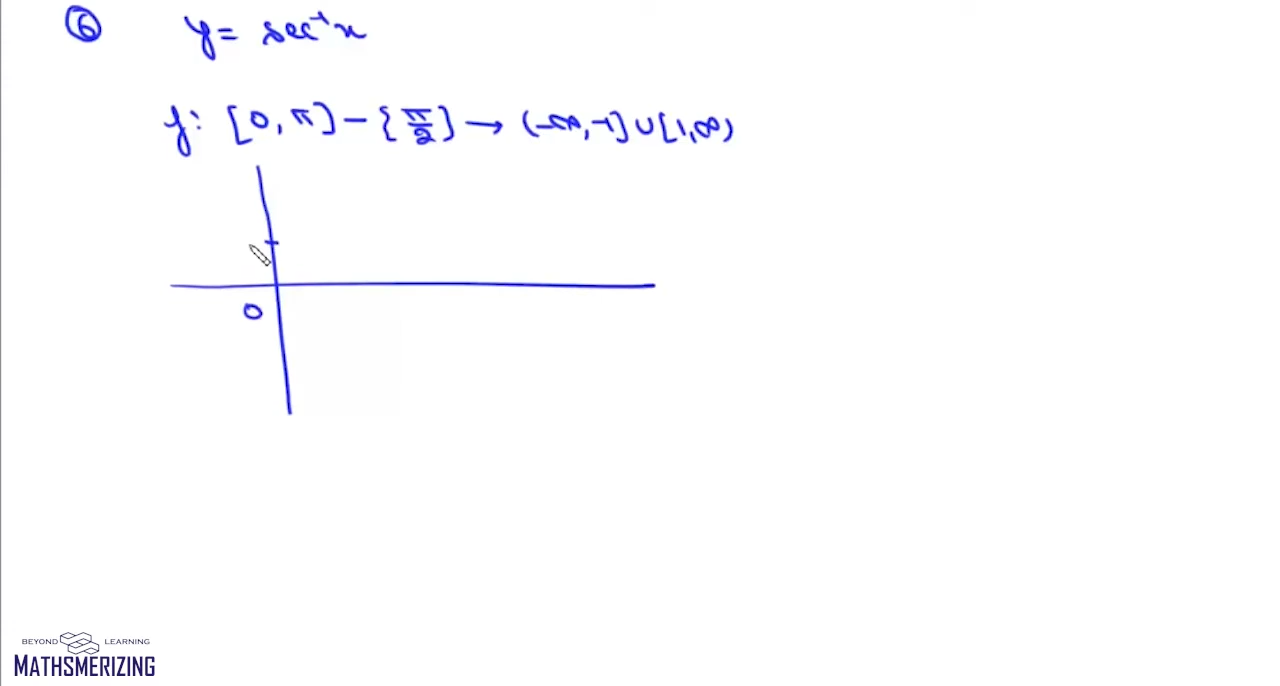 ⑥ y = sec⁻¹x
f: [0, π] - {π/2} → (-∞, -1] ∪ [1, ∞)
0
BEYOND LEARNING
MATHSMERIZING